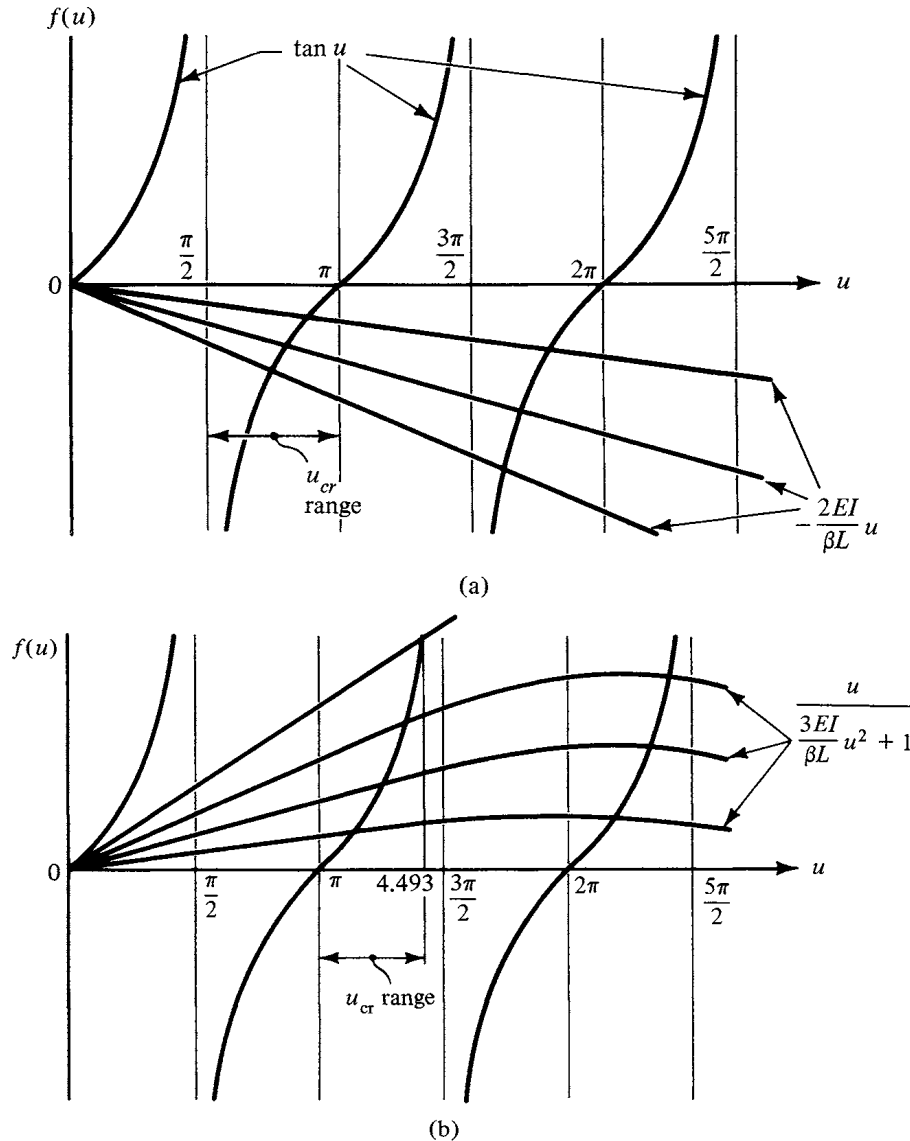 f(u)
tan u
π/2
3π/2
5π/2
0
π
2π
u
u_cr
range
-2EI/βL u
(a)
f(u)
u
3EI/βL u² + 1
0
π/2
π
4.493
3π/2
2π
5π/2
u
u_cr range
(b)